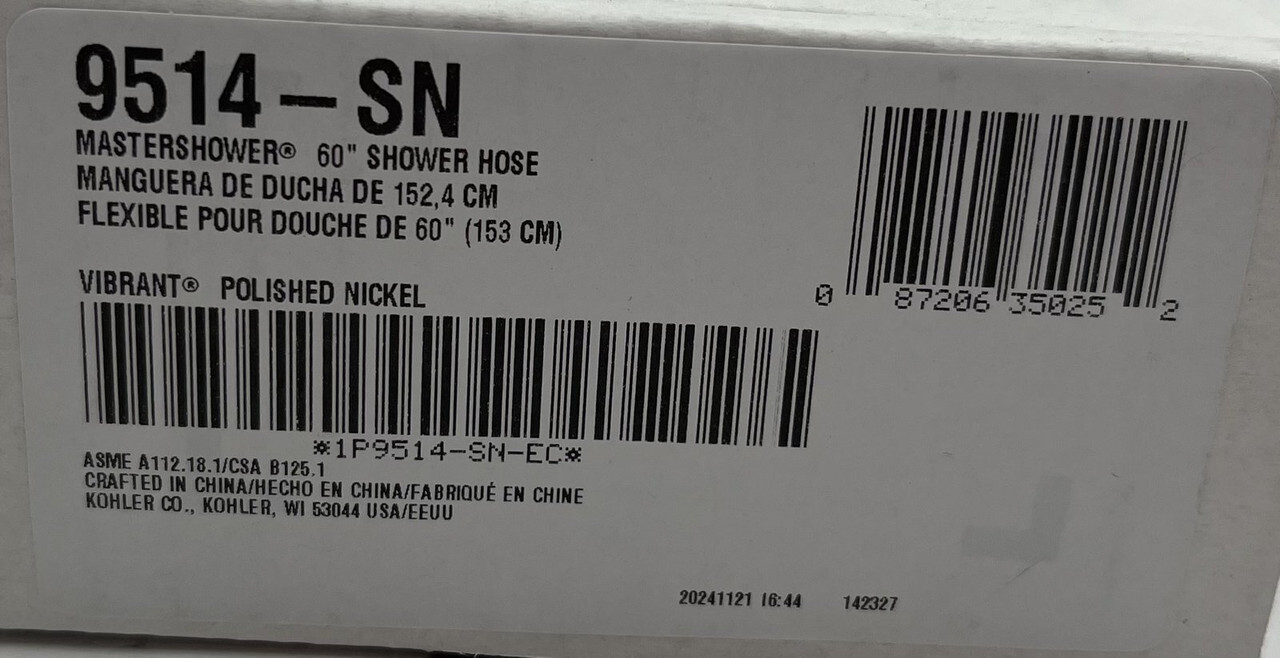 9514-SN
MASTERSHOWER® 60" SHOWER HOSE
MANGUERA DE DUCHA DE 152,4 CM
FLEXIBLE POUR DOUCHE DE 60" (153 CM)
VIBRANT® POLISHED NICKEL
0 87206 35025 2
*1P9514-SN-EC*
ASME A112.18.1/CSA B125.1
CRAFTED IN CHINA/HECHO EN CHINA/FABRIQUÉ EN CHINE
KOHLER CO., KOHLER, WI 53044 USA/EEUU
20241121 16:44 142327